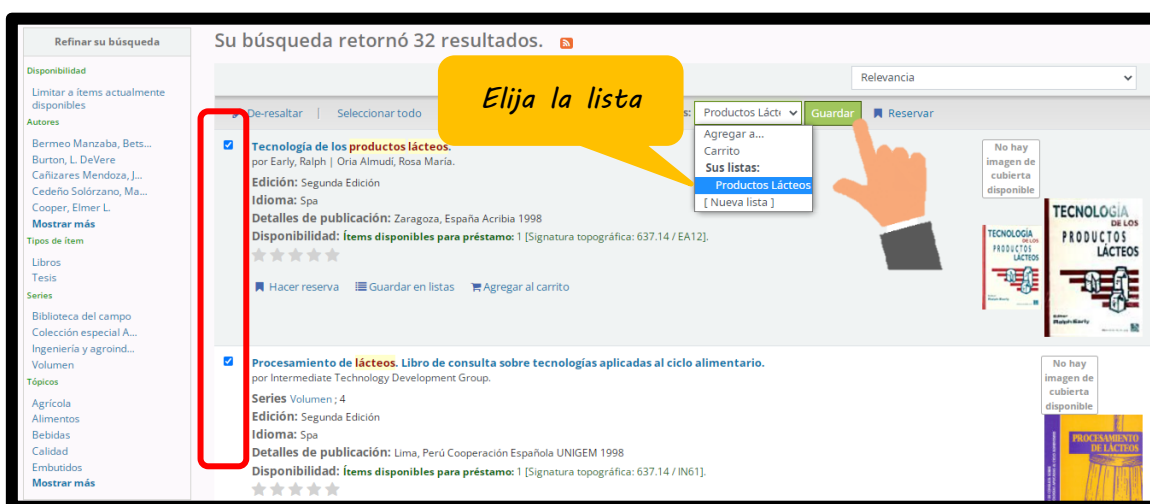 Refinar su búsqueda
Disponibilidad
Limitar a ítems actualmente
disponibles
Autores
Bermeo Manzaba, Bets...
Burton, L. DeVere
Cañizares Mendoza, J...
Cedeño Solórzano, Ma...
Cooper, Elmer L.
Mostrar más
Tipos de ítem
Libros
Tesis
Series
Biblioteca del campo
Colección especial A...
Ingeniería y agroind...
Volumen
Tópicos
Agrícola
Alimentos
Bebidas
Calidad
Embutidos
Mostrar más
Su búsqueda retornó 32 resultados.
Relevancia
Elija la lista
De-resaltar | Seleccionar todo
Productos Lácte
Guardar
Reservar
Agregar a...
Carrito
Sus listas:
Productos Lácteos
[ Nueva lista ]
Tecnología de los productos lácteos.
por Early, Ralph | Oria Almudí, Rosa María.
Edición: Segunda Edición
Idioma: Spa
Detalles de publicación: Zaragoza, España Acribia 1998
Disponibilidad: Ítems disponibles para préstamo: 1 [Signatura topográfica: 637.14 / EA12].
Hacer reserva Guardar en listas Agregar al carrito
No hay
imagen de
cubierta
disponible
TECNOLOGÍA
DE LOS
PRODUCTOS
LÁCTEOS
TECNOLOGÍA
DE LOS
PRODUCTOS
LÁCTEOS
Ralph Early
Procesamiento de lácteos. Libro de consulta sobre tecnologías aplicadas al ciclo alimentario.
por Intermediate Technology Development Group.
Series Volumen ; 4
Edición: Segunda Edición
Idioma: Spa
Detalles de publicación: Lima, Perú Cooperación Española UNIGEM 1998
Disponibilidad: Ítems disponibles para préstamo: 1 [Signatura topográfica: 637.14 / IN61].
No hay
imagen de
cubierta
disponible
PROCESAMIENTO
DE LÁCTEOS